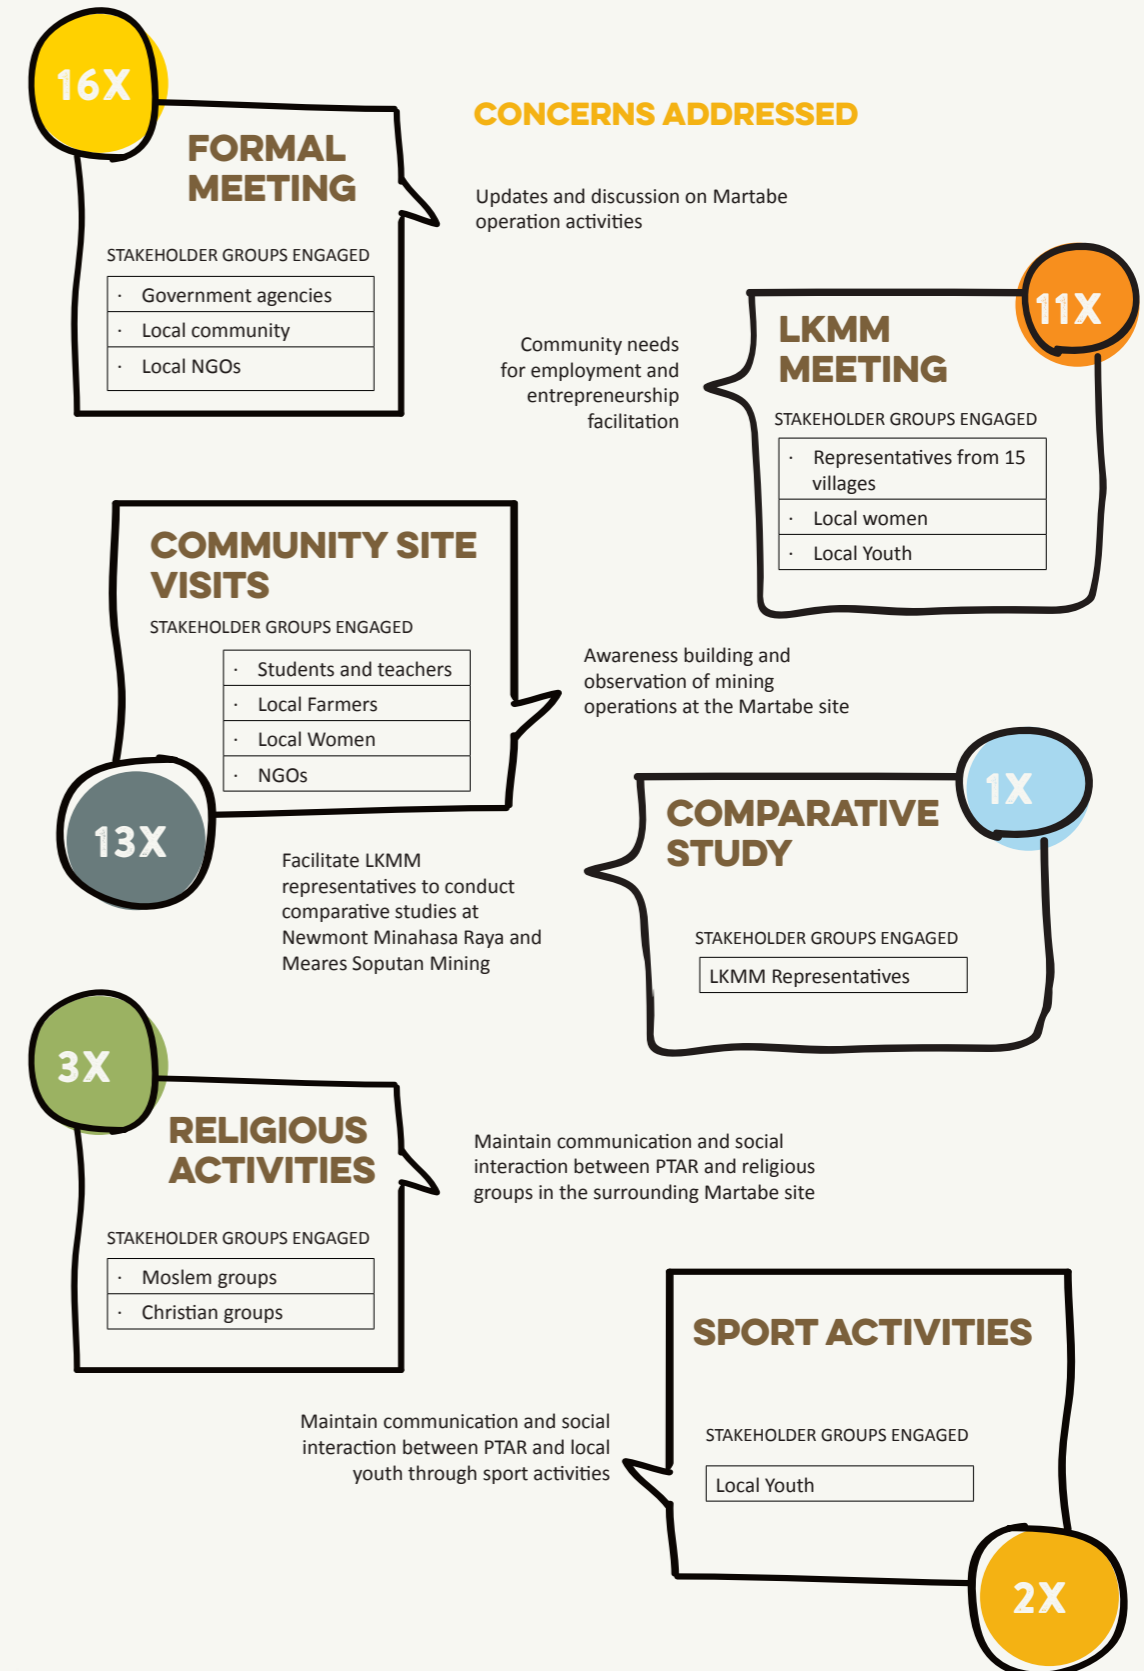 16X
FORMAL
MEETING
STAKEHOLDER GROUPS ENGAGED
· Government agencies
· Local community
· Local NGOs
CONCERNS ADDRESSED
Updates and discussion on Martabe
operation activities
11X
LKMM
MEETING
STAKEHOLDER GROUPS ENGAGED
· Representatives from 15
villages
· Local women
· Local Youth
Community needs
for employment and
entrepreneurship
facilitation
COMMUNITY SITE
VISITS
STAKEHOLDER GROUPS ENGAGED
· Students and teachers
· Local Farmers
· Local Women
· NGOs
13X
Awareness building and
observation of mining
operations at the Martabe site
1X
COMPARATIVE
STUDY
STAKEHOLDER GROUPS ENGAGED
LKMM Representatives
Facilitate LKMM
representatives to conduct
comparative studies at
Newmont Minahasa Raya and
Meares Soputan Mining
3X
RELIGIOUS
ACTIVITIES
STAKEHOLDER GROUPS ENGAGED
· Moslem groups
· Christian groups
Maintain communication and social
interaction between PTAR and religious
groups in the surrounding Martabe site
SPORT ACTIVITIES
STAKEHOLDER GROUPS ENGAGED
Local Youth
2X
Maintain communication and social
interaction between PTAR and local
youth through sport activities